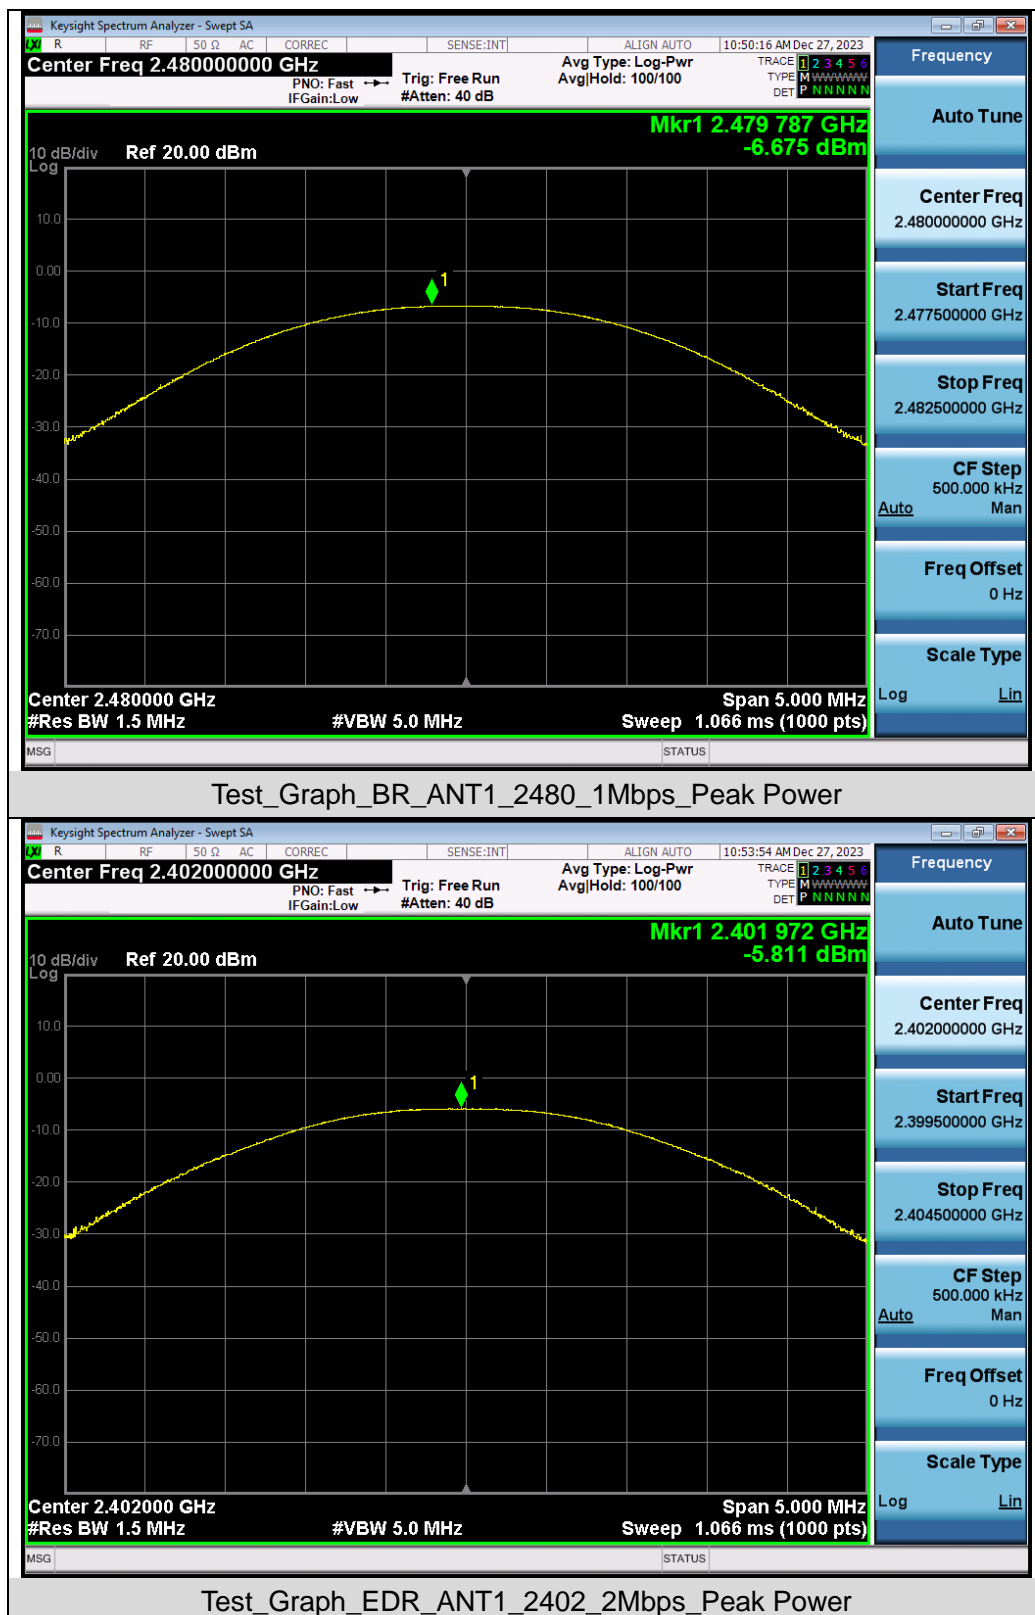 Keysight Spectrum Analyzer - Swept SA
LXI R RF 50 Ω AC CORREC SENSE:INT ALIGN AUTO 10:50:16 AM Dec 27, 2023
Center Freq 2.480000000 GHz Avg Type: Log-Pwr TRACE 1 2 3 4 5 6
PNO: Fast Trig: Free Run Avg|Hold: 100/100 TYPE M WWWWW
IFGain:Low #Atten: 40 dB DET P N N N N N
Mkr1 2.479 787 GHz
-6.675 dBm
10 dB/div Ref 20.00 dBm
Log
10.0
0.00
1
-10.0
-20.0
-30.0
-40.0
-50.0
-60.0
-70.0
Center 2.480000 GHz Span 5.000 MHz
#Res BW 1.5 MHz #VBW 5.0 MHz Sweep 1.066 ms (1000 pts)
MSG STATUS
Frequency
Auto Tune
Center Freq
2.480000000 GHz
Start Freq
2.477500000 GHz
Stop Freq
2.482500000 GHz
CF Step
500.000 kHz
Auto Man
Freq Offset
0 Hz
Scale Type
Log Lin
Test_Graph_BR_ANT1_2480_1Mbps_Peak Power
Keysight Spectrum Analyzer - Swept SA
LXI R RF 50 Ω AC CORREC SENSE:INT ALIGN AUTO 10:53:54 AM Dec 27, 2023
Center Freq 2.402000000 GHz Avg Type: Log-Pwr TRACE 1 2 3 4 5 6
PNO: Fast Trig: Free Run Avg|Hold: 100/100 TYPE M WWWWW
IFGain:Low #Atten: 40 dB DET P N N N N N
Mkr1 2.401 972 GHz
-5.811 dBm
10 dB/div Ref 20.00 dBm
Log
10.0
0.00
1
-10.0
-20.0
-30.0
-40.0
-50.0
-60.0
-70.0
Center 2.402000 GHz Span 5.000 MHz
#Res BW 1.5 MHz #VBW 5.0 MHz Sweep 1.066 ms (1000 pts)
MSG STATUS
Frequency
Auto Tune
Center Freq
2.402000000 GHz
Start Freq
2.399500000 GHz
Stop Freq
2.404500000 GHz
CF Step
500.000 kHz
Auto Man
Freq Offset
0 Hz
Scale Type
Log Lin
Test_Graph_EDR_ANT1_2402_2Mbps_Peak Power